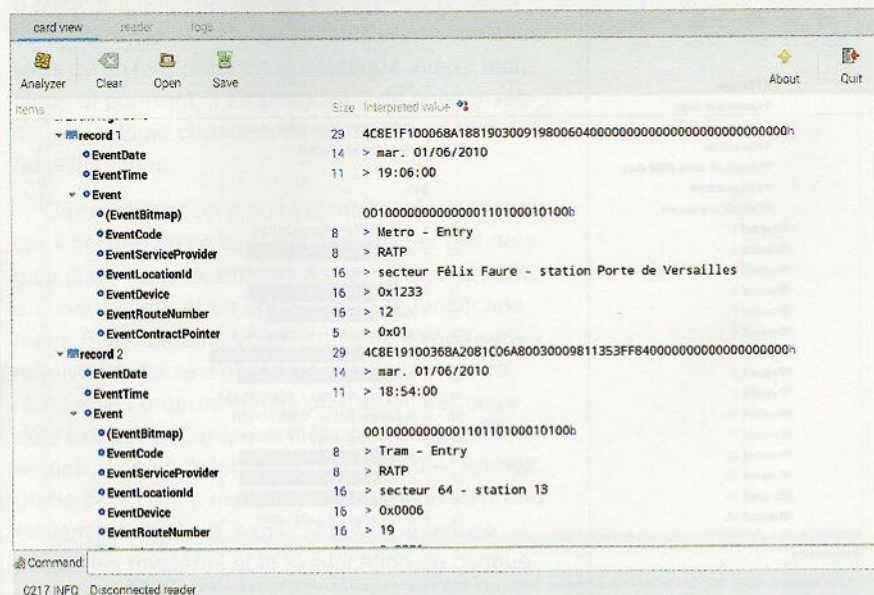 card view reader logs
Analyzer Clear Open Save About Quit
items Size Interpreted value
record 1 29 4C8E1F100068A18819030091980060400000000000000000000000000h
EventDate 14 > mar. 01/06/2010
EventTime 11 > 19:06:00
Event
(EventBitmap) 0010000000000000110100010100b
EventCode 8 > Metro - Entry
EventServiceProvider 8 > RATP
EventLocationId 16 > secteur Félix Faure - station Porte de Versailles
EventDevice 16 > 0x1233
EventRouteNumber 16 > 12
EventContractPointer 5 > 0x01
record 2 29 4C8E19100368A2081C06A80030009811353FF8400000000000000000000h
EventDate 14 > mar. 01/06/2010
EventTime 11 > 18:54:00
Event
(EventBitmap) 0010000000000110110100010100b
EventCode 8 > Tram - Entry
EventServiceProvider 8 > RATP
EventLocationId 16 > secteur 64 - station 13
EventDevice 16 > 0x0006
EventRouteNumber 16 > 19
Command:
0217 INFO Disconnected reader